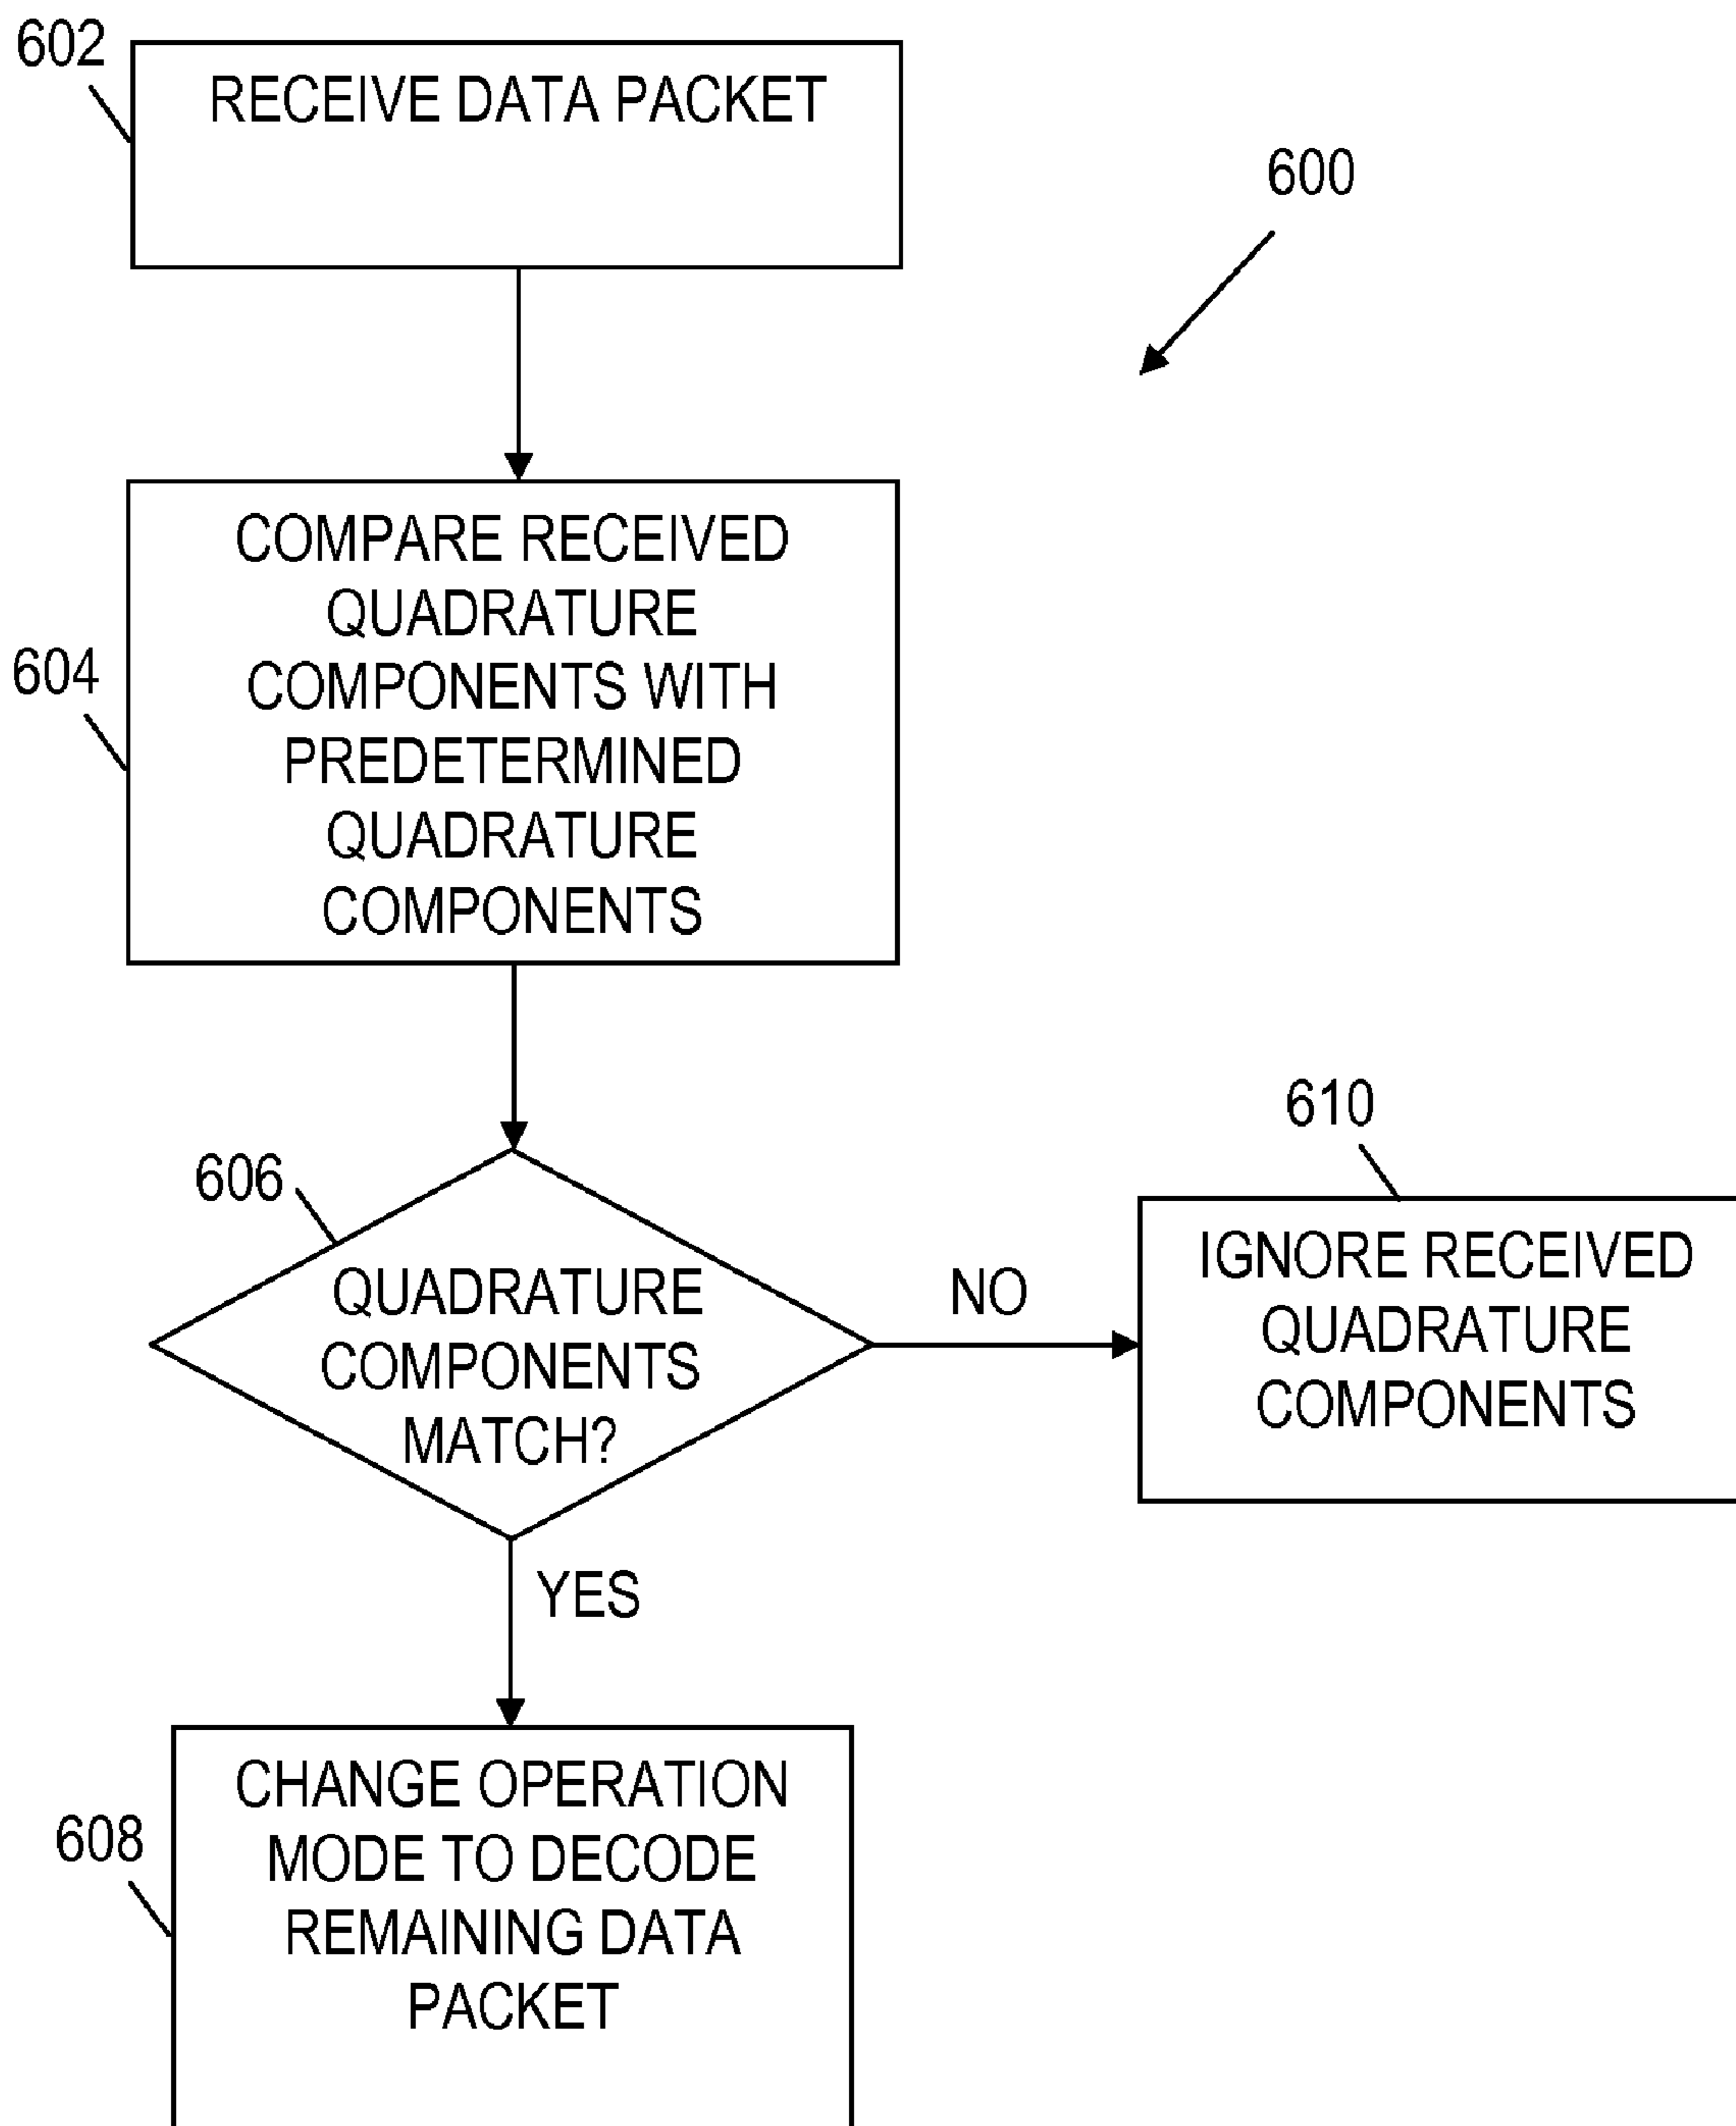 602
RECEIVE DATA PACKET
600
604
COMPARE RECEIVED
QUADRATURE
COMPONENTS WITH
PREDETERMINED
QUADRATURE
COMPONENTS
606
QUADRATURE
COMPONENTS
MATCH?
NO
610
IGNORE RECEIVED
QUADRATURE
COMPONENTS
YES
608
CHANGE OPERATION
MODE TO DECODE
REMAINING DATA
PACKET